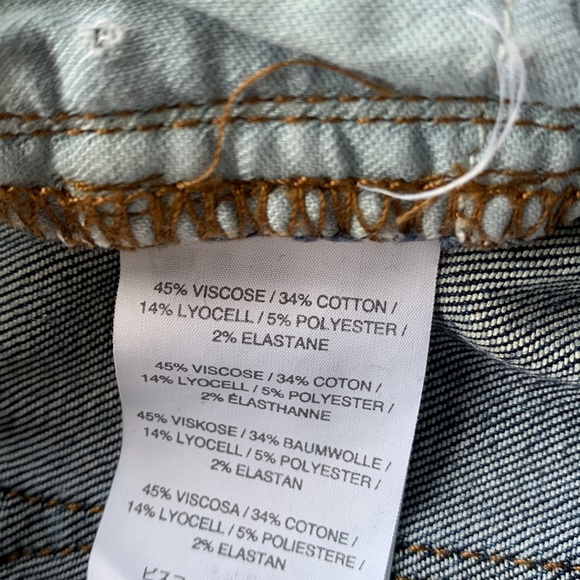 45% VISCOSE / 34% COTTON /
14% LYOCELL / 5% POLYESTER /
2% ELASTANE
45% VISCOSE / 34% COTON /
14% LYOCELL / 5% POLYESTER /
2% ÉLASTHANNE
45% VISKOSE / 34% BAUMWOLLE /
14% LYOCELL / 5% POLYESTER /
2% ELASTAN
45% VISCOSA / 34% COTONE /
14% LYOCELL / 5% POLIESTERE /
2% ELASTAN